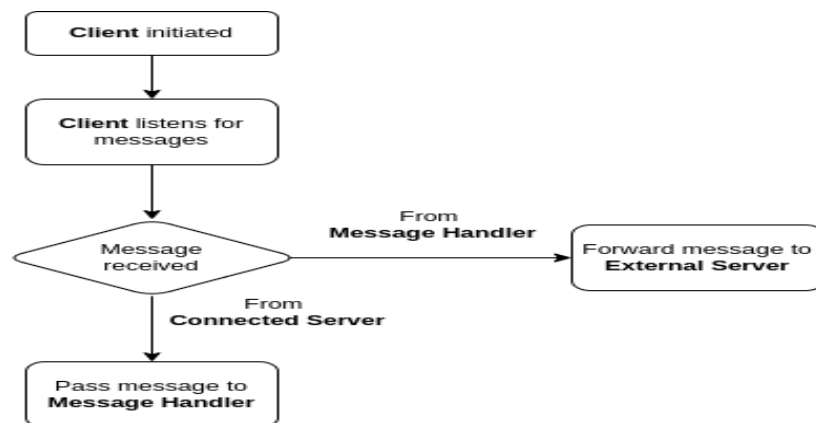 Client initiated
Client listens for
messages
Message
received
From
Message Handler
Forward message to
External Server
From
Connected Server
Pass message to
Message Handler